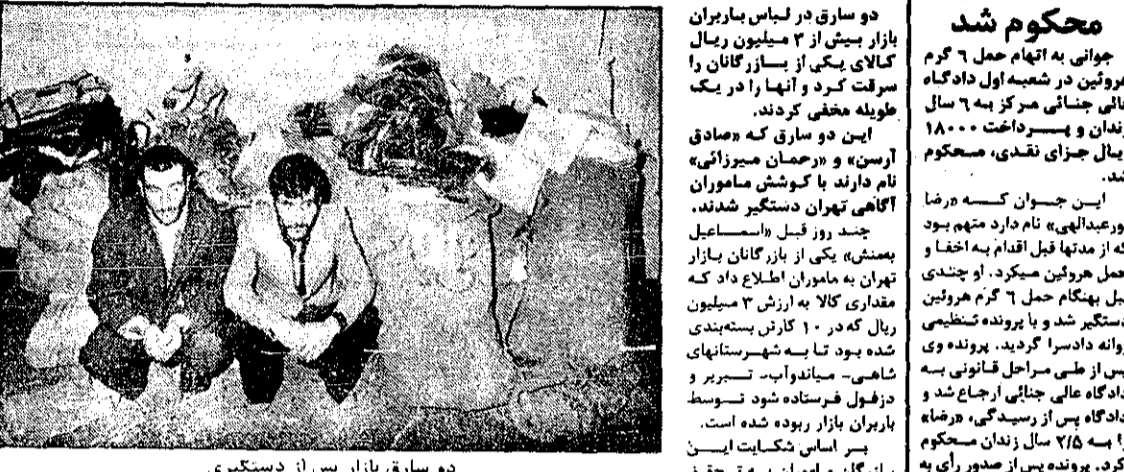 محکوم شد
جوانی به اتهام حمل ۶ گرم
هروئین در شعبه اول دادگاه
عالی جنائی مرکز به ۶ سال
زندان و پرداخت ۱۸۰۰۰
ریال جزای نقدی، محکوم
شد.
این جوان که «رضا
پورعبدالهی» نام دارد متهم بود
که از مدتها قبل اقدام به اخفا و
حمل هروئین میکرد. او چندی
قبل بهنگام حمل ۶ گرم هروئین
دستگیر شد و با پرونده تنظیمی
روانه دادسرا گردید. پرونده وی
پس از طی مراحل قانونی به
دادگاه عالی جنائی ارجاع شد و
دادگاه پس از رسیدگی، «رضا»
را به ۲/۵ سال زندان محکوم
کرد. پرونده پس از صدور رأی به
دو سارق در لباس باربران
بازار بیش از ۳ میلیون ریال
کالای یکی از بازرگانان را
سرقت کرد و آنها را در یک
طویله مخفی کردند.
این دو سارق که «صادق
آرسن» و «رحمان میرزائی»
نام دارند با کوشش ماموران
آگاهی تهران دستگیر شدند.
چند روز قبل «اسماعیل
بمنش» یکی از بازرگانان بازار
تهران به ماموران اطلاع داد که
مقداری کالا به ارزش ۳ میلیون
ریال که در ۱۰ کارتن بسته‌بندی
شده بود تا به شهرستانهای
شاهی- میاندوآب- تبریر و
دزفول فرستاده شود توسط
باربران بازار ربوده شده است.
بر اساس شکایت این
دو سارق بازار پس از دستگیری